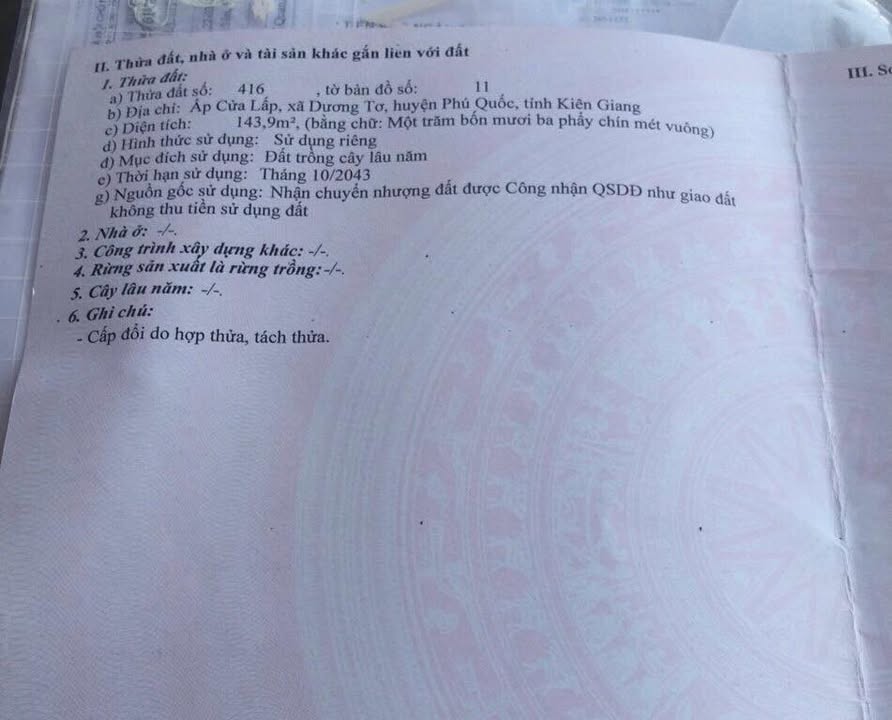 II. Thửa đất, nhà ở và tài sản khác gắn liền với đất
1. Thửa đất:
a) Thửa đất số: 416 , tờ bản đồ số: 11
b) Địa chỉ: Ấp Cửa Lấp, xã Dương Tơ, huyện Phú Quốc, tỉnh Kiên Giang
c) Diện tích: 143,9m², (bằng chữ: Một trăm bốn mươi ba phẩy chín mét vuông)
d) Hình thức sử dụng: Sử dụng riêng
đ) Mục đích sử dụng: Đất trồng cây lâu năm
e) Thời hạn sử dụng: Tháng 10/2043
g) Nguồn gốc sử dụng: Nhận chuyển nhượng đất được Công nhận QSDĐ như giao đất
không thu tiền sử dụng đất
2. Nhà ở: -/-.
3. Công trình xây dựng khác: -/-.
4. Rừng sản xuất là rừng trồng: -/-.
5. Cây lâu năm: -/-.
6. Ghi chú:
- Cấp đổi do hợp thửa, tách thửa.
III.